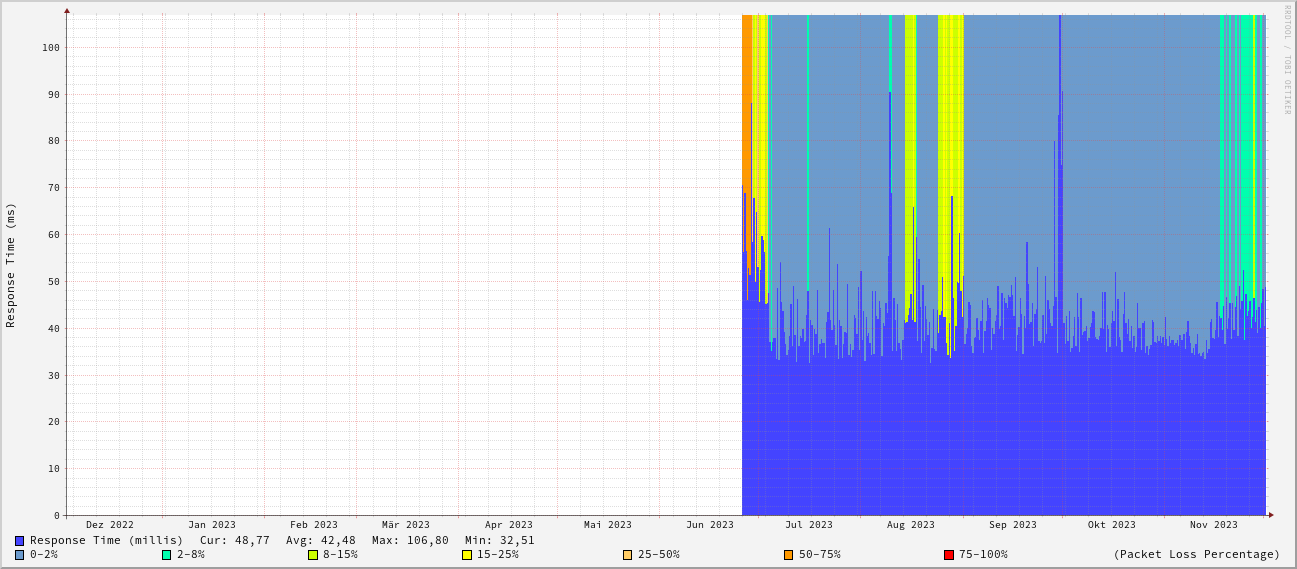 RRDTOOL / TOBI OETIKER
Response Time (ms)
100
90
80
70
60
50
40
30
20
10
0
Dez 2022 Jan 2023 Feb 2023 Mär 2023 Apr 2023 Mai 2023 Jun 2023 Jul 2023 Aug 2023 Sep 2023 Okt 2023 Nov 2023
Response Time (millis) Cur: 48,77 Avg: 42,48 Max: 106,80 Min: 32,51
0-2% 2-8% 8-15% 15-25% 25-50% 50-75% 75-100% (Packet Loss Percentage)